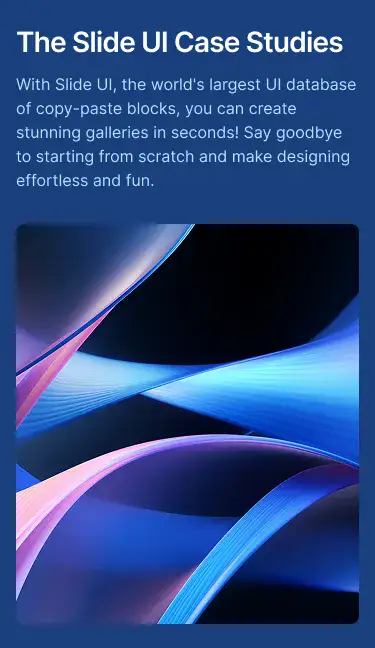 The Slide UI Case Studies
With Slide UI, the world's largest UI database
of copy-paste blocks, you can create
stunning galleries in seconds! Say goodbye
to starting from scratch and make designing
effortless and fun.